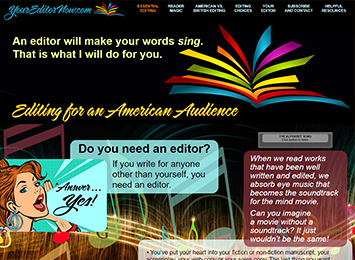 YourEditorNow.com
ESSENTIAL EDITING
READER MAGIC
AMERICAN VS. BRITISH EDITING
EDITING CHOICES
YOUR EDITOR
SUBSCRIBE AND CONTACT
HELPFUL RESOURCES
An editor will make your words sing.
That is what I will do for you.
Editing for an American Audience
THE ALPHABET SONG
Do you need an editor?
If you write for anyone
other than yourself, you
need an editor.
Answer...
Yes!
When we read works
that have been well
written and edited, we
absorb eye music that
becomes the soundtrack
for the mind movie.
Can you imagine
a movie without a
soundtrack? It just
wouldn't be the same!
• You've put your heart into your fiction or non-fiction manuscript, your